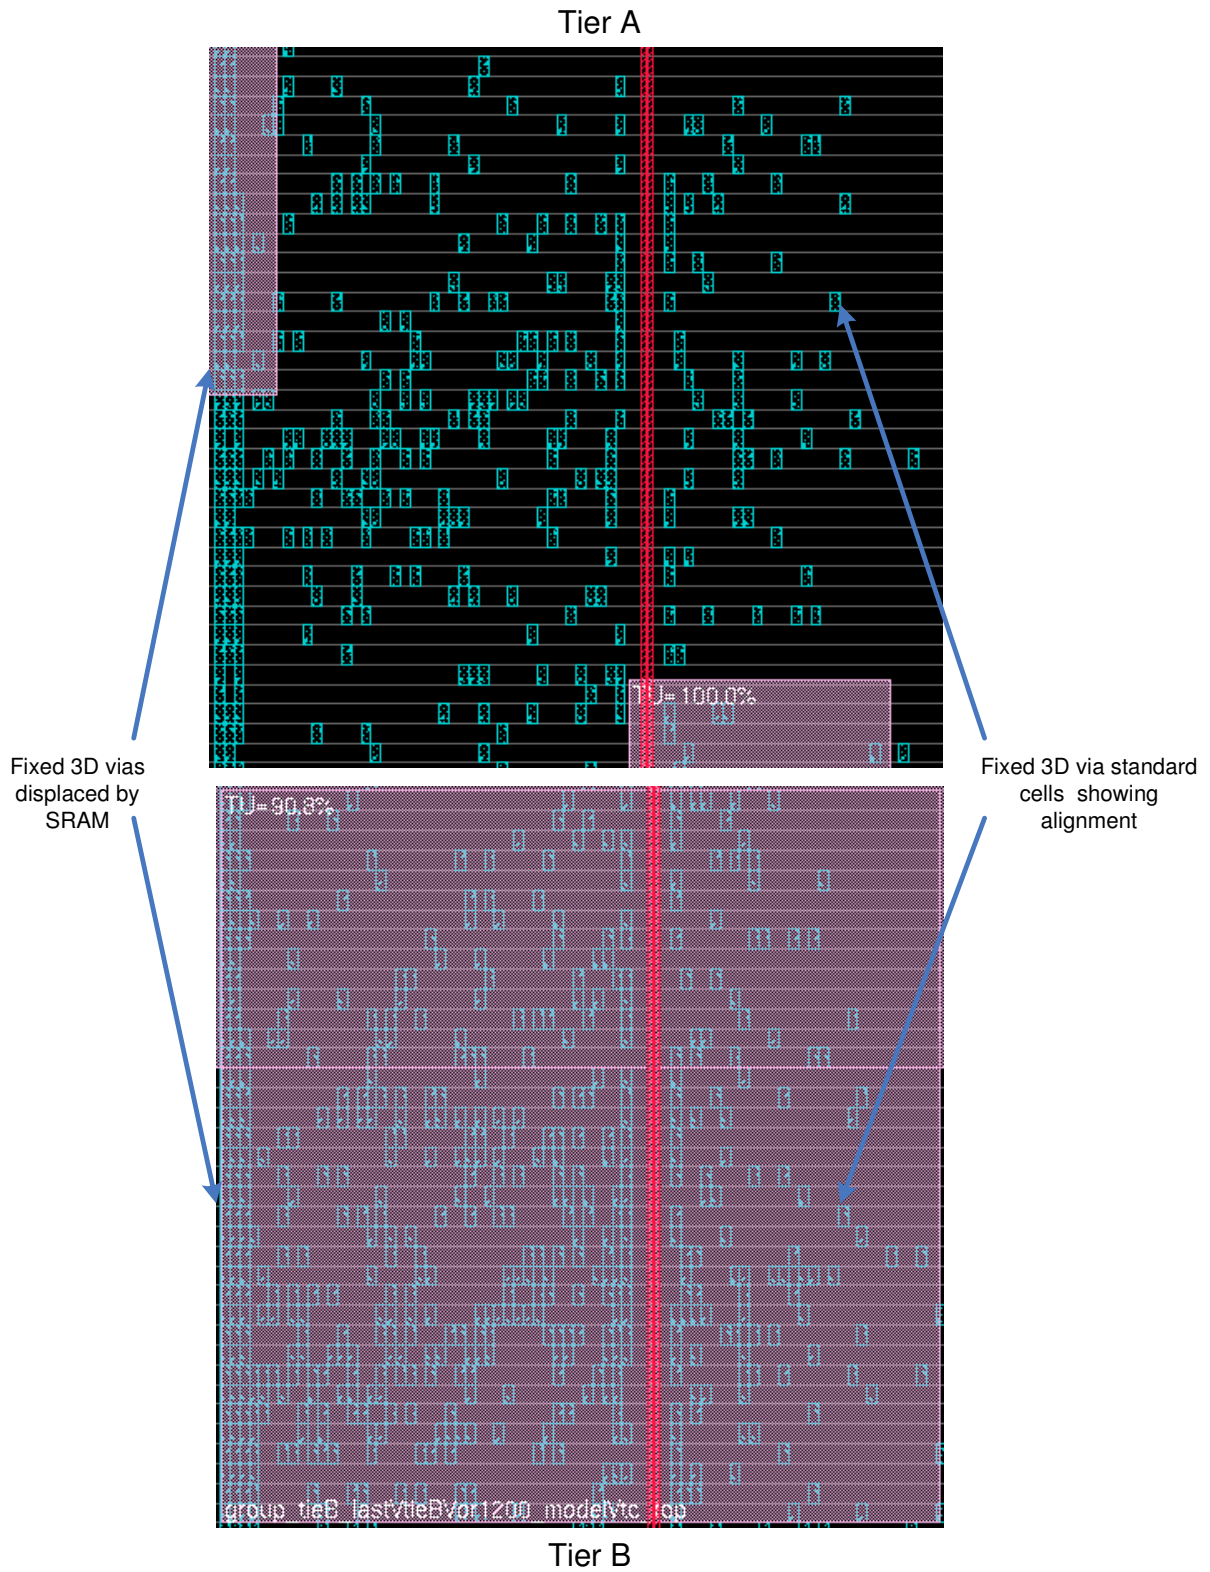 Tier A
TU= 100.0%
Fixed 3D vias
displaced by
SRAM
Fixed 3D via standard
cells showing
alignment
TU= 90.8%
group
Tier B